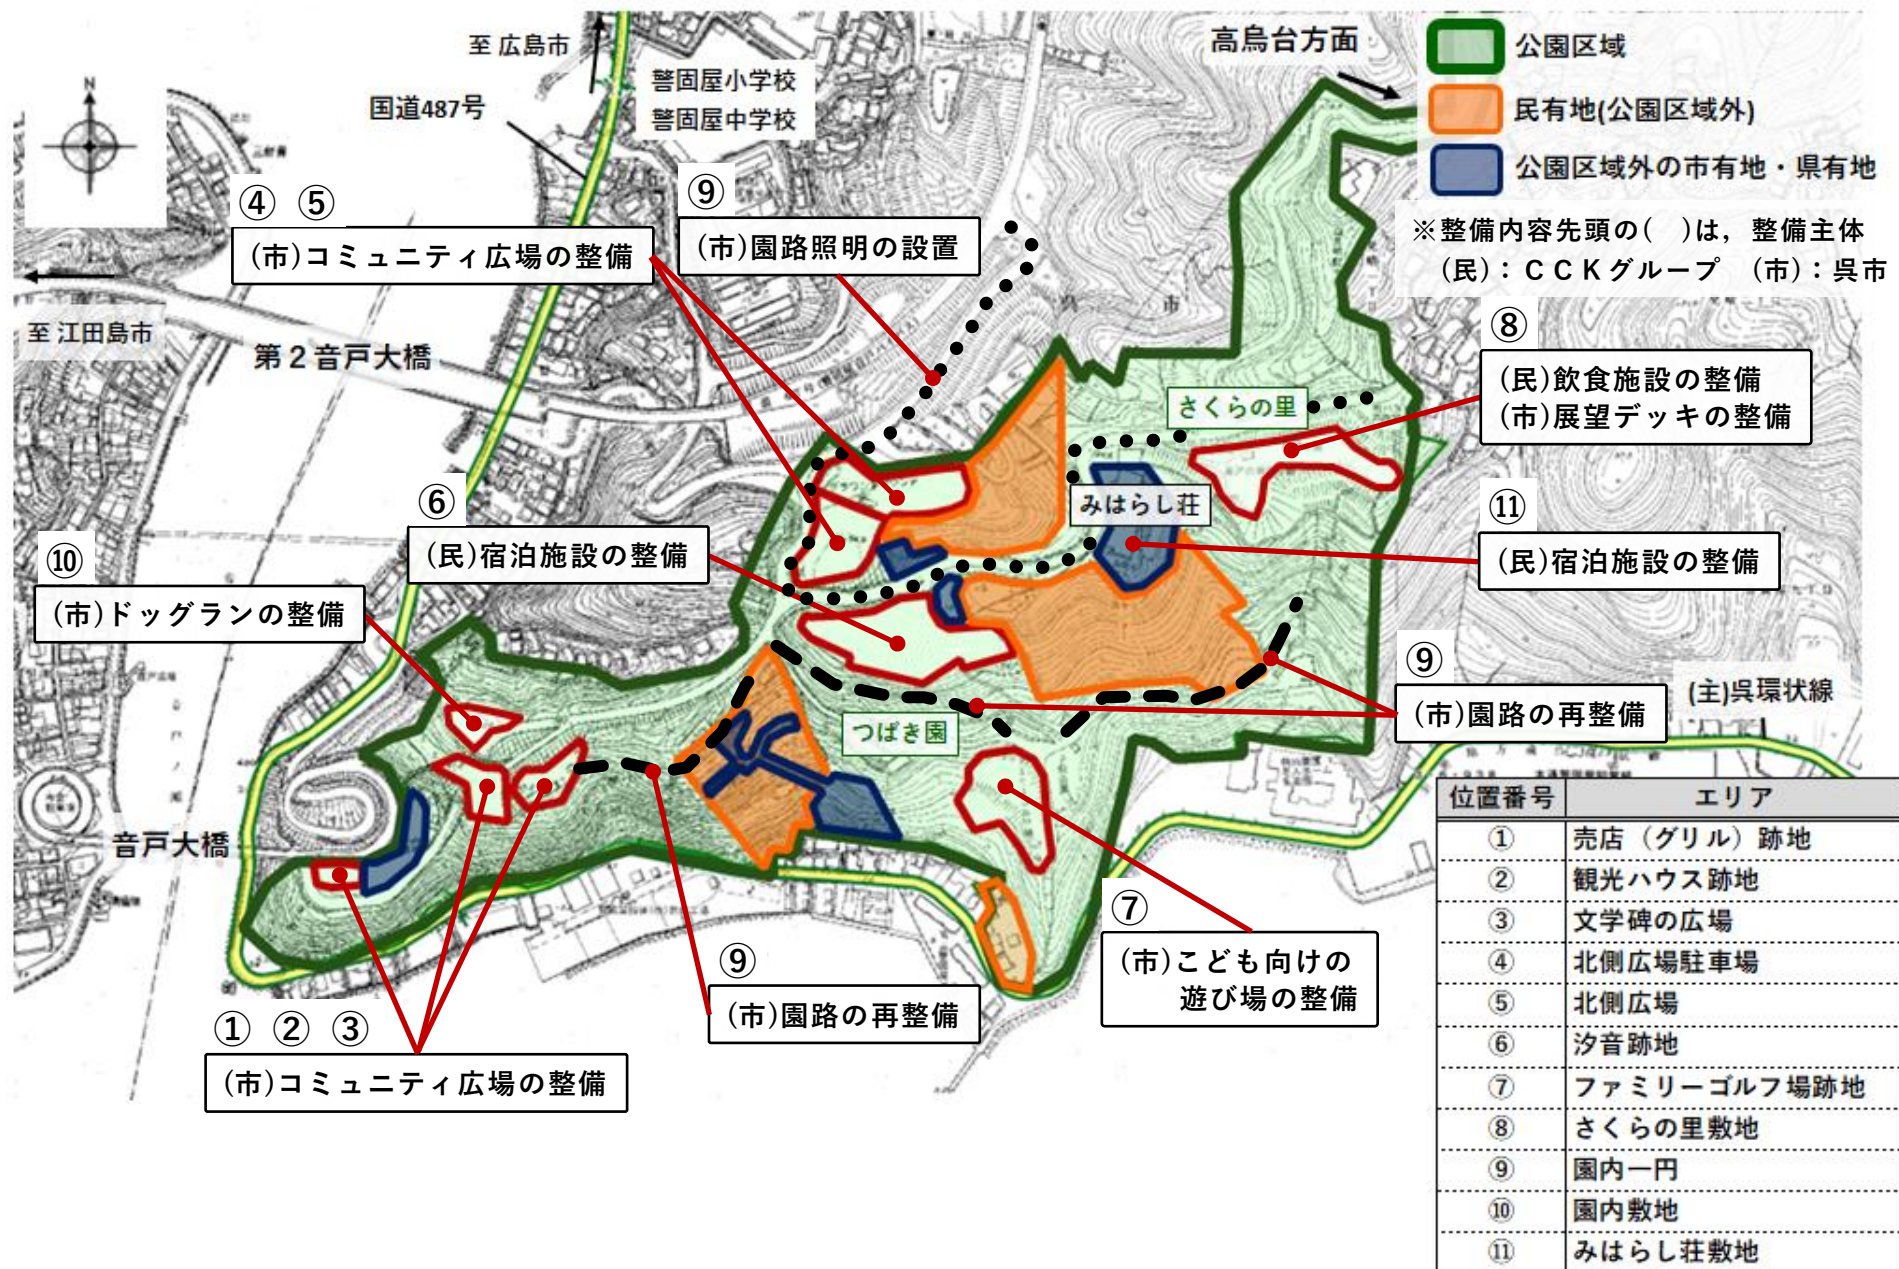 至 広島市
高烏台方面
公園区域
民有地(公園区域外)
公園区域外の市有地・県有地
※整備内容先頭の( )は, 整備主体
(民)：ＣＣＫグループ (市)：呉市
N
国道487号
警固屋小学校
警固屋中学校
④ ⑤
(市)コミュニティ広場の整備
⑨
(市)園路照明の設置
至 江田島市
第２音戸大橋
呉 市
⑧
(民)飲食施設の整備
(市)展望デッキの整備
さくらの里
みはらし荘
⑥
(民)宿泊施設の整備
⑪
(民)宿泊施設の整備
⑩
(市)ドッグランの整備
⑨
(市)園路の再整備
(主)呉環状線
つばき園
音戸大橋
⑦
(市)こども向けの
遊び場の整備
⑨
(市)園路の再整備
① ② ③
(市)コミュニティ広場の整備
位置番号 エリア
① 売店（グリル）跡地
② 観光ハウス跡地
③ 文学碑の広場
④ 北側広場駐車場
⑤ 北側広場
⑥ 汐音跡地
⑦ ファミリーゴルフ場跡地
⑧ さくらの里敷地
⑨ 園内一円
⑩ 園内敷地
⑪ みはらし荘敷地